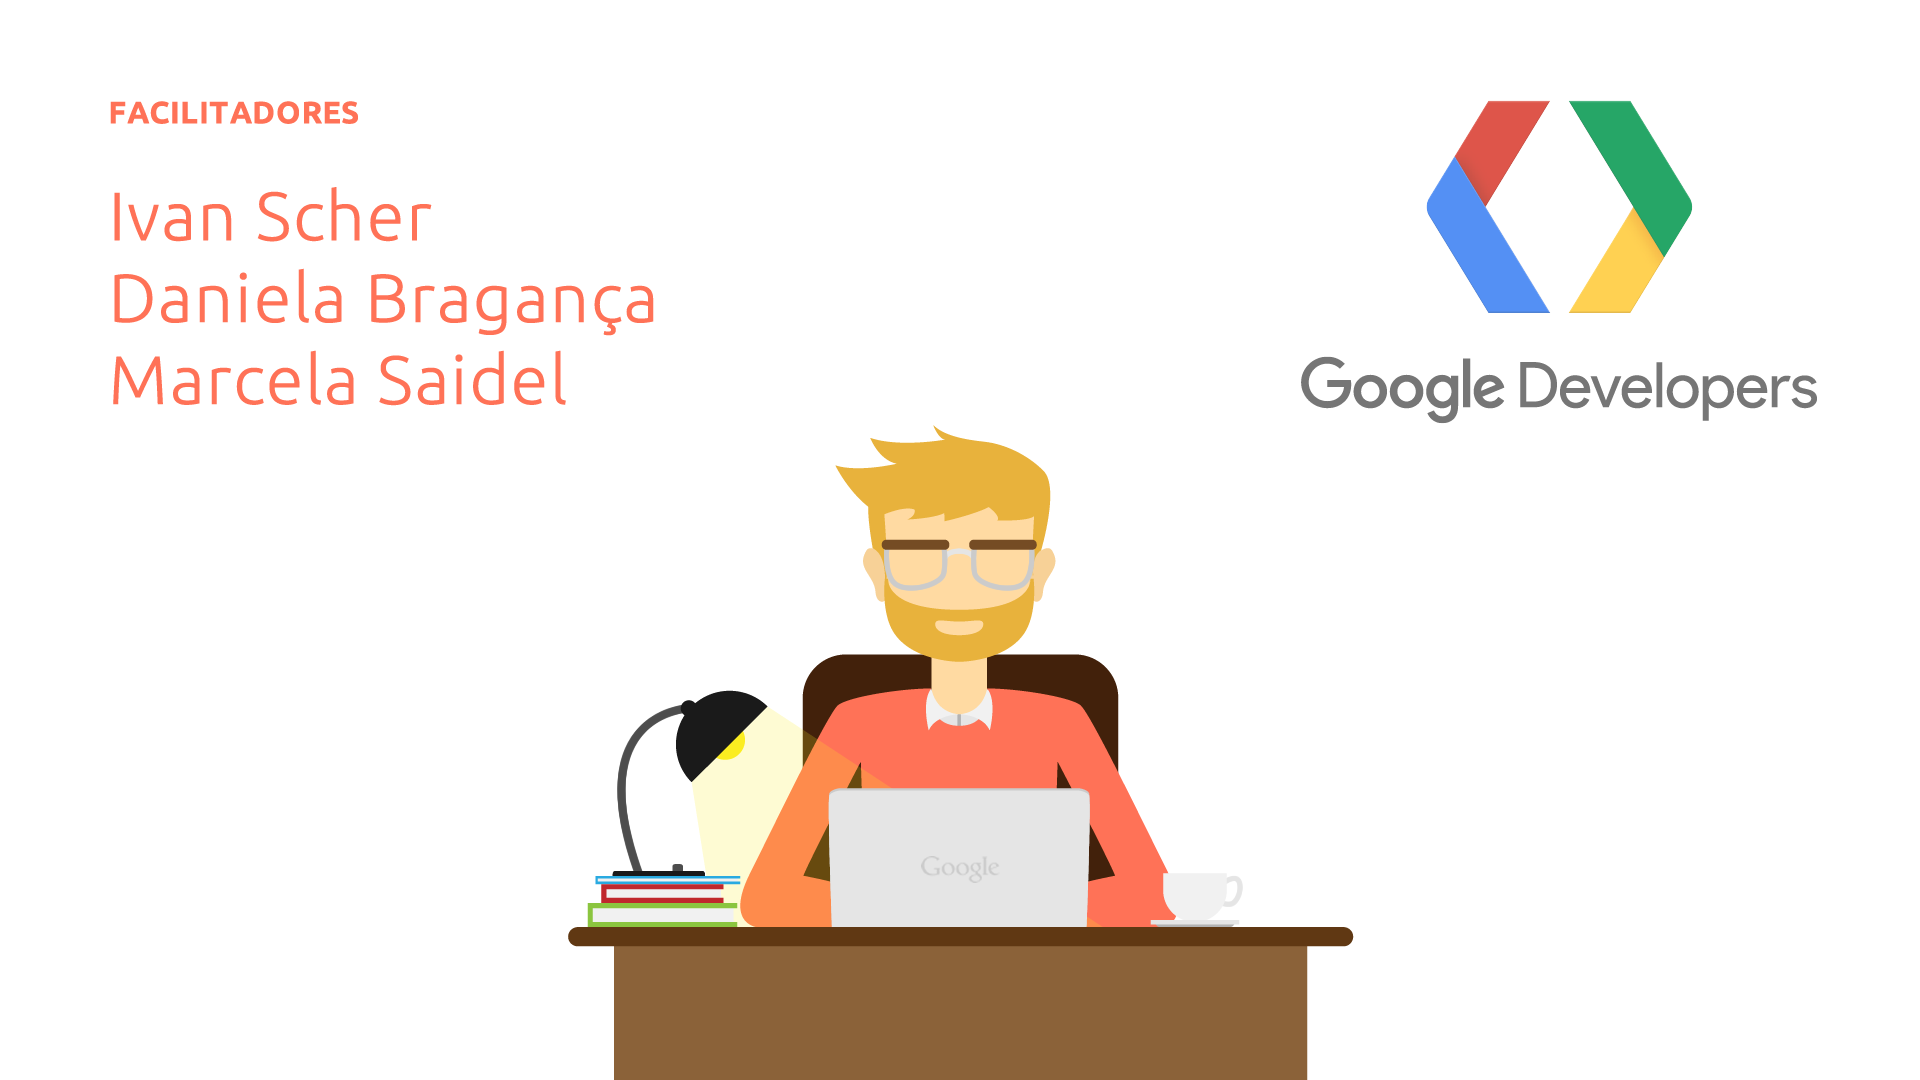 FACILITADORES
Ivan Scher
Daniela Bragança
Marcela Saidel
Google Developers
Google